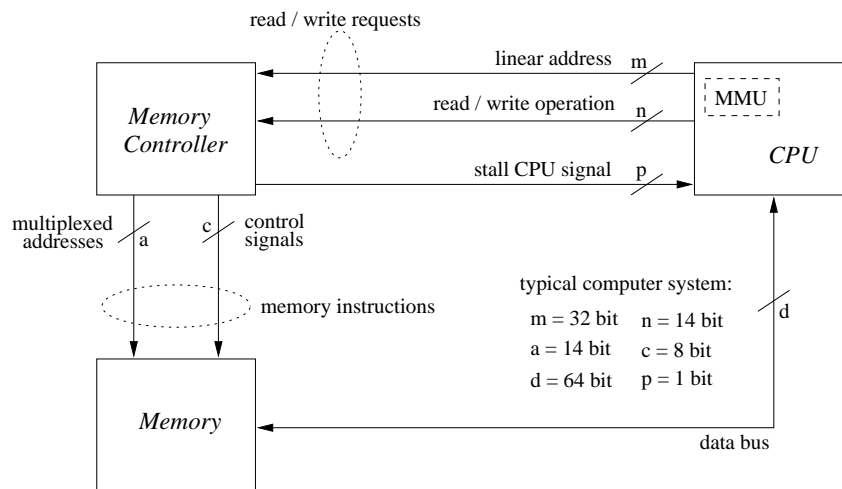 read / write requests
linear address
m
MMU
Memory
Controller
read / write operation
n
CPU
stall CPU signal
p
multiplexed
addresses
a
c
control
signals
memory instructions
typical computer system:
m = 32 bit n = 14 bit
a = 14 bit c = 8 bit
d = 64 bit p = 1 bit
d
Memory
data bus